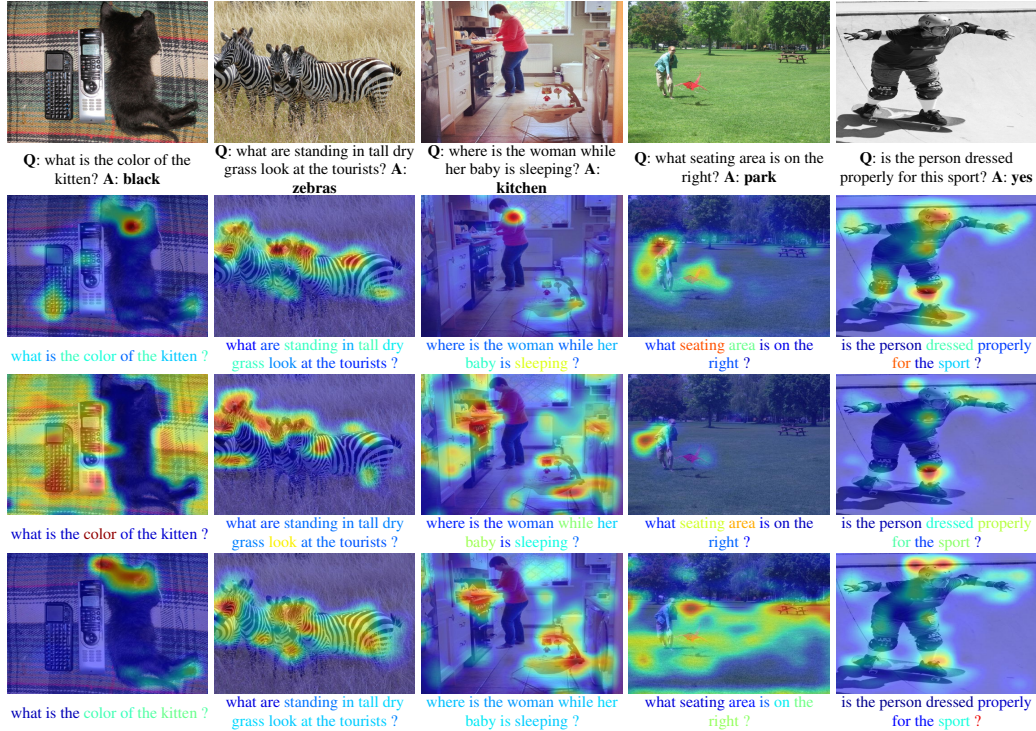 Q: what is the color of the
kitten? A: black
Q: what are standing in tall dry
grass look at the tourists? A:
zebras
Q: where is the woman while
her baby is sleeping? A:
kitchen
Q: what seating area is on the
right? A: park
Q: is the person dressed
properly for this sport? A: yes
what is the color of the kitten ?
what are standing in tall dry
grass look at the tourists ?
where is the woman while her
baby is sleeping ?
what seating area is on the
right ?
is the person dressed properly
for the sport ?
what is the color of the kitten ?
what are standing in tall dry
grass look at the tourists ?
where is the woman while her
baby is sleeping ?
what seating area is on the
right ?
is the person dressed properly
for the sport ?
what is the color of the kitten ?
what are standing in tall dry
grass look at the tourists ?
where is the woman while her
baby is sleeping ?
what seating area is on the
right ?
is the person dressed properly
for the sport ?